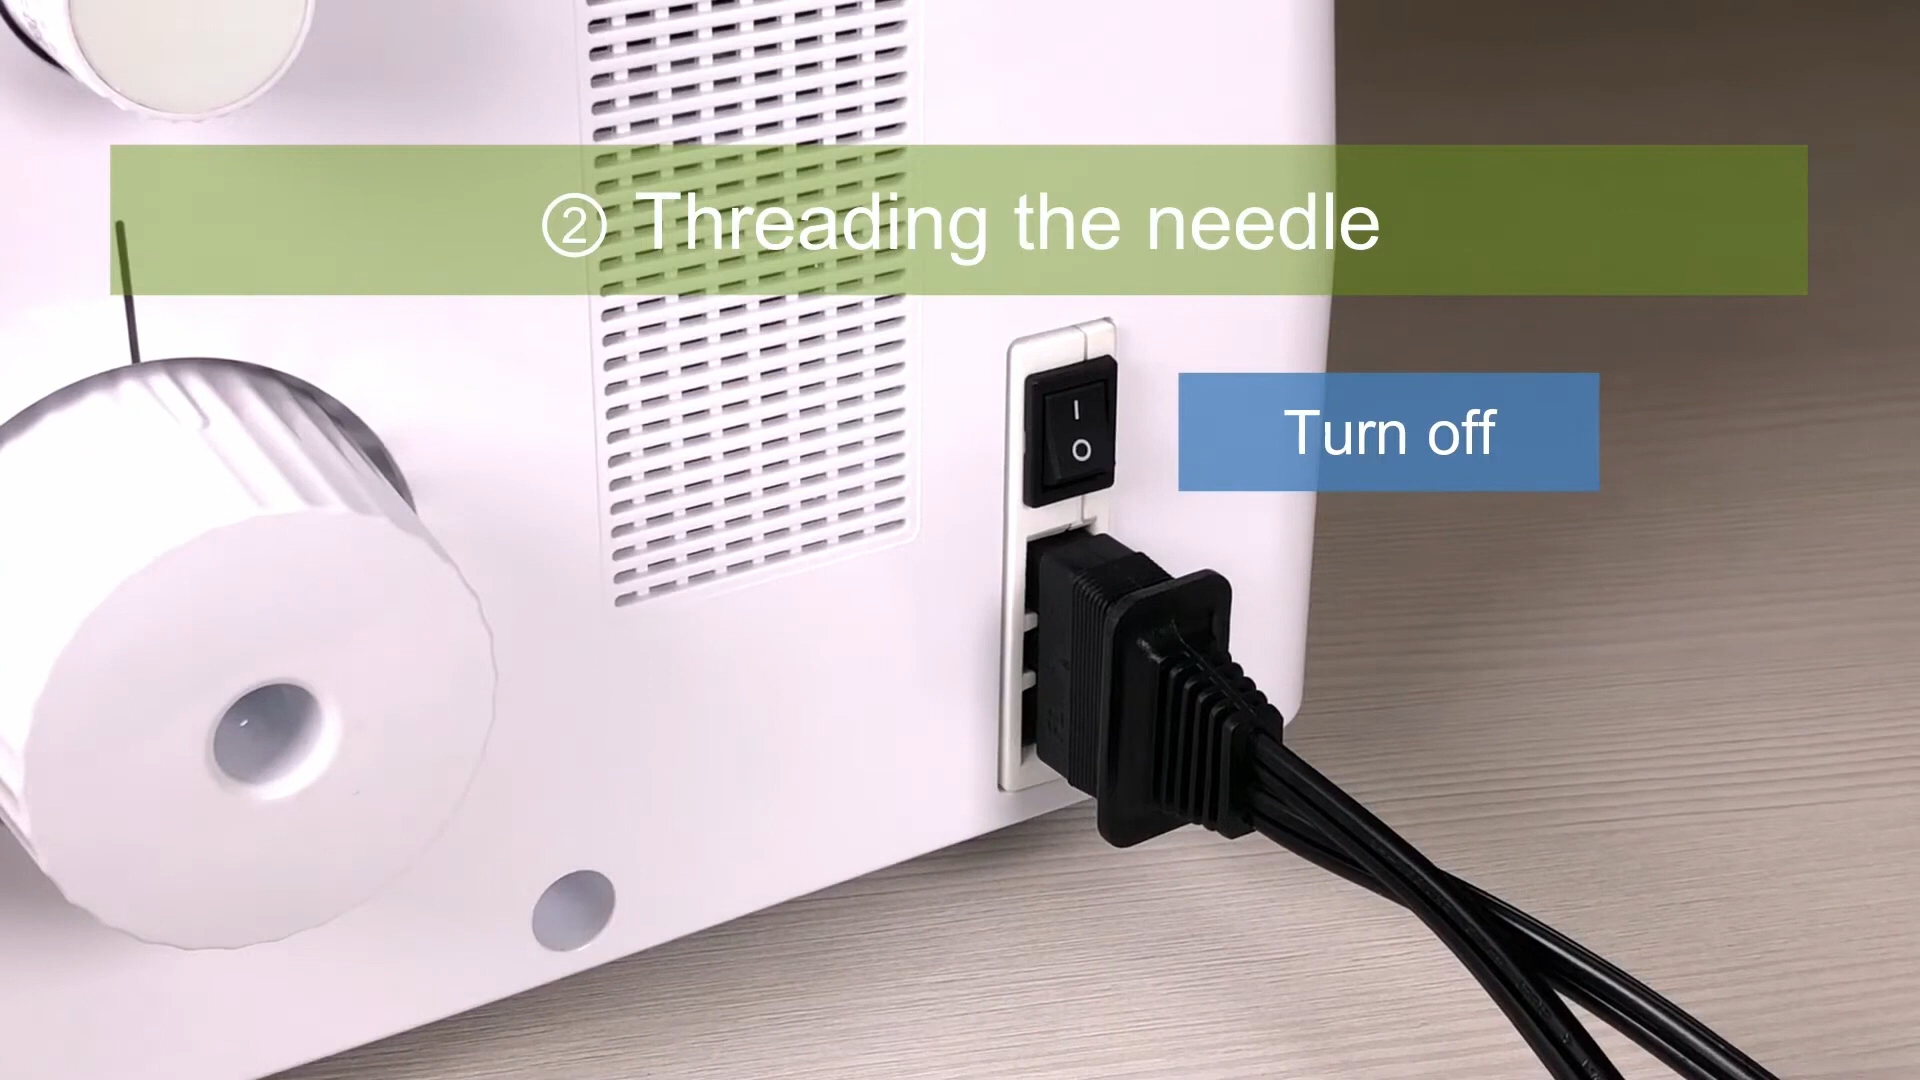 ② Threading the needle
Turn off
| O